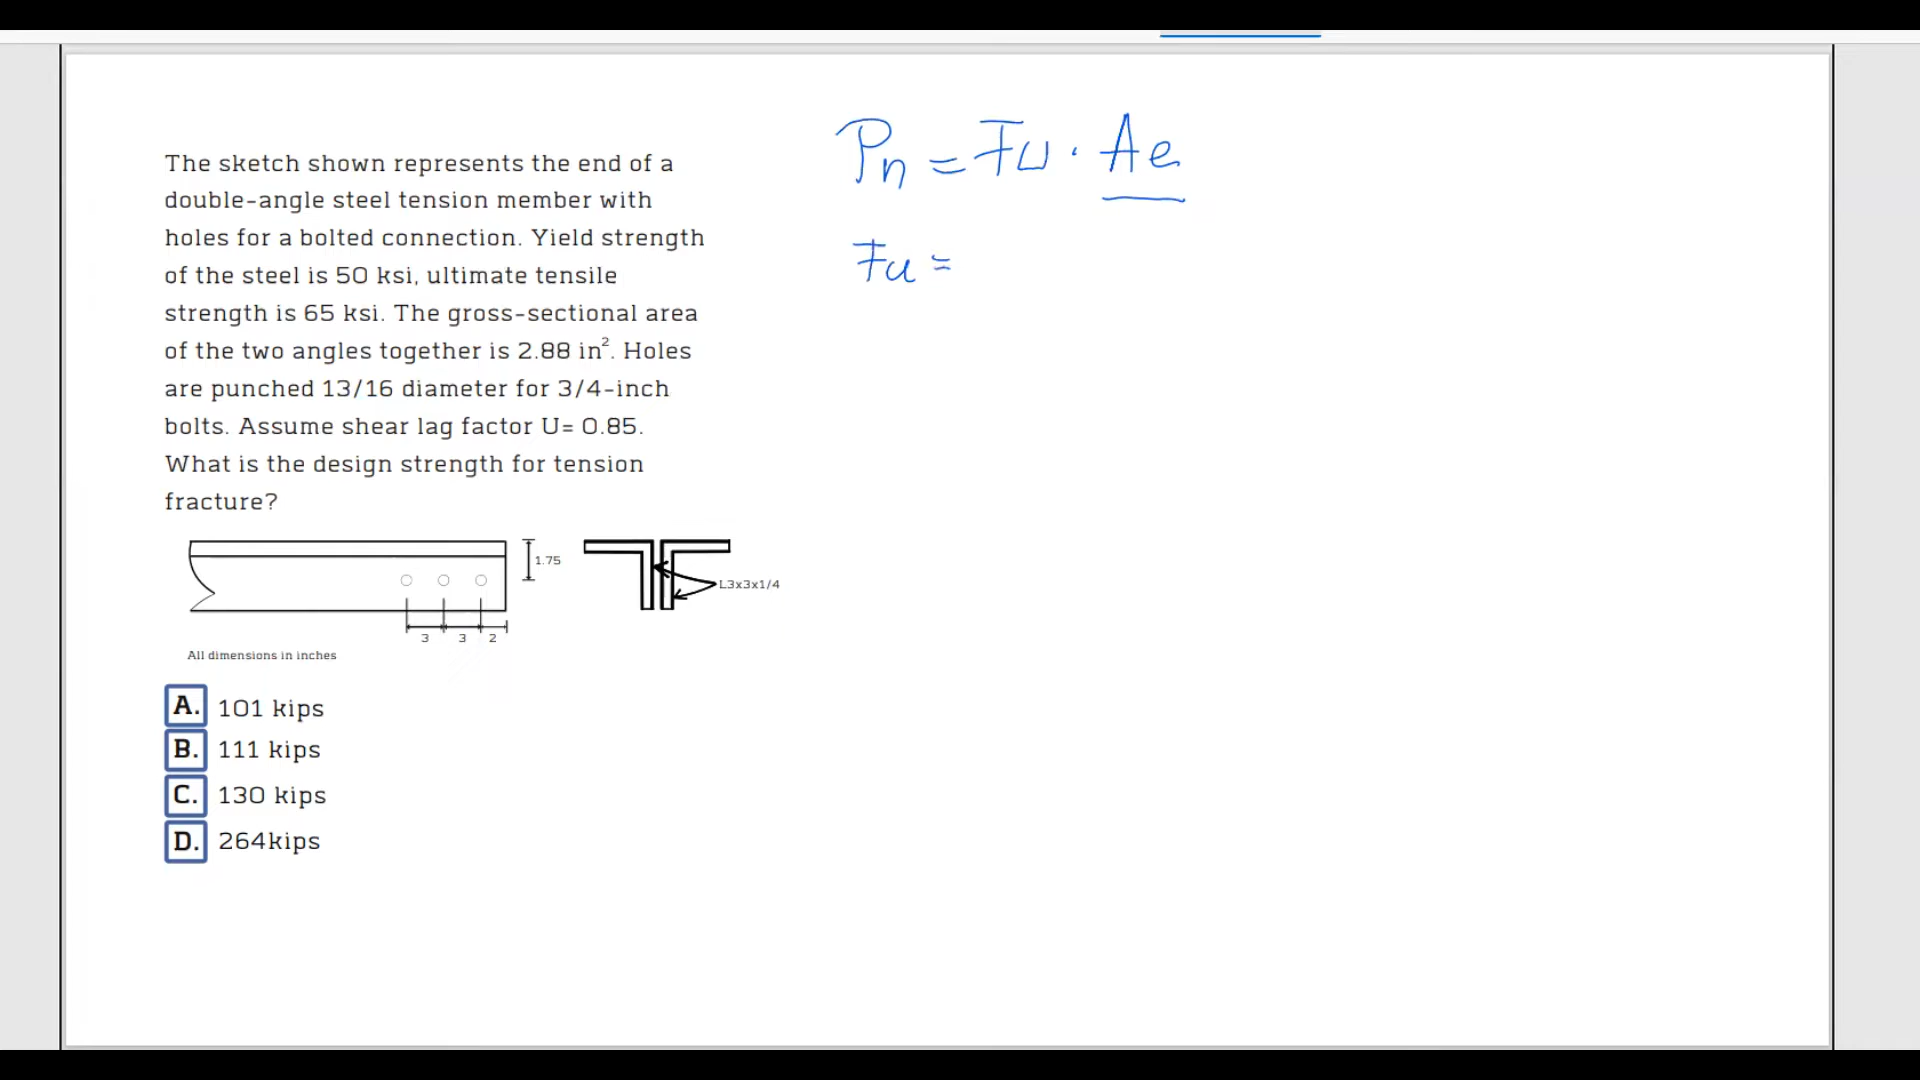 The sketch shown represents the end of a
double-angle steel tension member with
holes for a bolted connection. Yield strength
of the steel is 50 ksi, ultimate tensile
strength is 65 ksi. The gross-sectional area
of the two angles together is 2.88 in². Holes
are punched 13/16 diameter for 3/4-inch
bolts. Assume shear lag factor U= 0.85.
What is the design strength for tension
fracture?
1.75
L3x3x1/4
3 3 2
All dimensions in inches
A. 101 kips
B. 111 kips
C. 130 kips
D. 264kips
Pn = Fu · Ae
Fu =